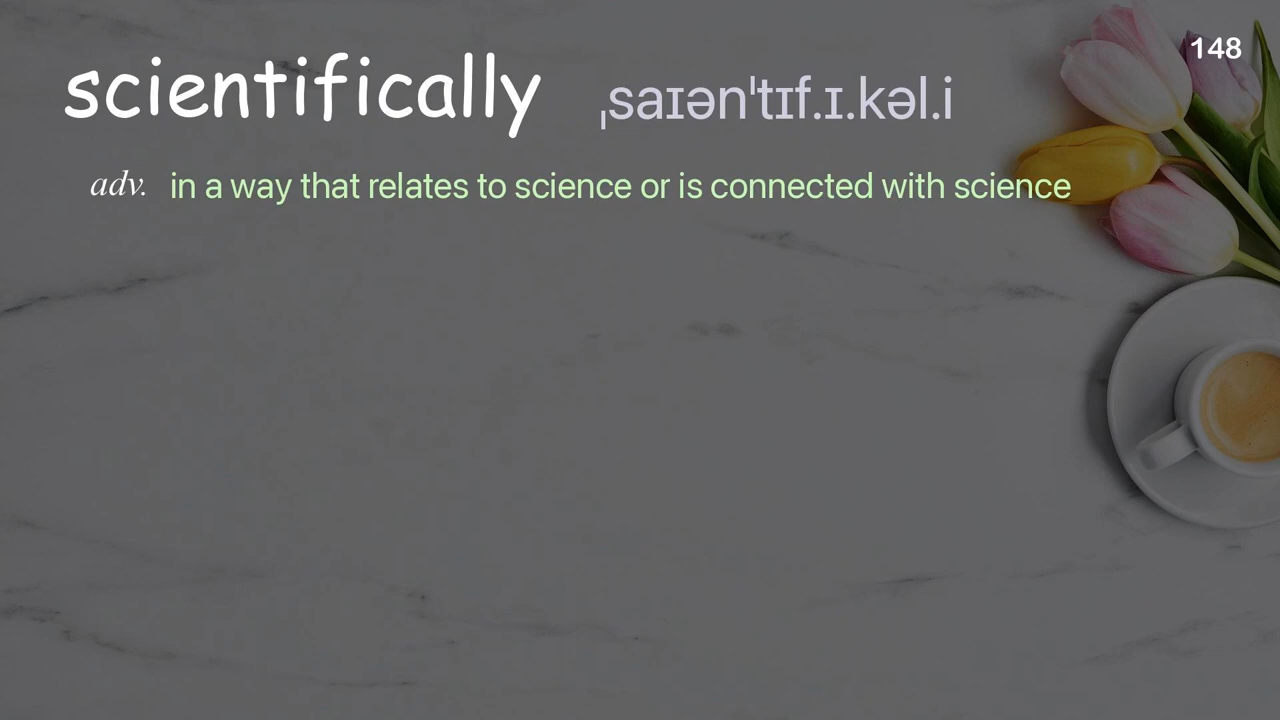 148
scientifically ˌsaɪənˈtɪf.ɪ.kəl.i
adv. in a way that relates to science or is connected with science